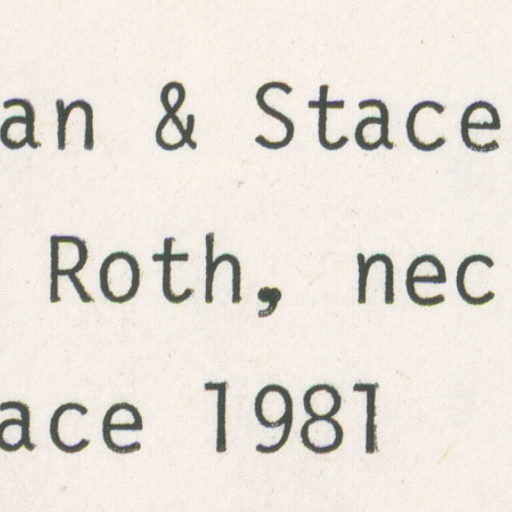 an & Stace
Roth, nec
ace 1981